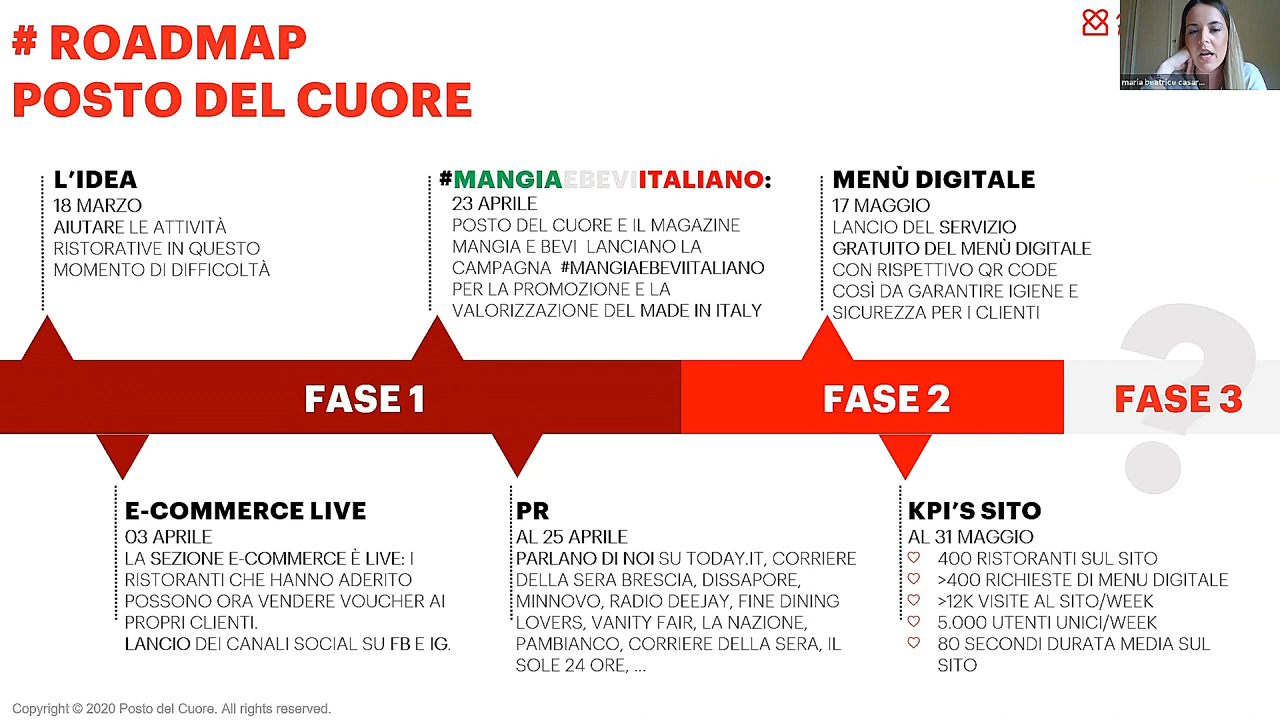 # ROADMAP
POSTO DEL CUORE
maria beatrice casar...
L'IDEA
18 MARZO
AIUTARE LE ATTIVITÀ
RISTORATIVE IN QUESTO
MOMENTO DI DIFFICOLTÀ
#MANGIAEBEVIITALIANO:
23 APRILE
POSTO DEL CUORE E IL MAGAZINE
MANGIA E BEVI LANCIANO LA
CAMPAGNA #MANGIAEBEVIITALIANO
PER LA PROMOZIONE E LA
VALORIZZAZIONE DEL MADE IN ITALY
MENÙ DIGITALE
17 MAGGIO
LANCIO DEL SERVIZIO
GRATUITO DEL MENÙ DIGITALE
CON RISPETTIVO QR CODE
COSÌ DA GARANTIRE IGIENE E
SICUREZZA PER I CLIENTI
FASE 1
FASE 2
FASE 3
?
E-COMMERCE LIVE
03 APRILE
LA SEZIONE E-COMMERCE È LIVE: I
RISTORANTI CHE HANNO ADERITO
POSSONO ORA VENDERE VOUCHER AI
PROPRI CLIENTI.
LANCIO DEI CANALI SOCIAL SU FB E IG.
PR
AL 25 APRILE
PARLANO DI NOI SU TODAY.IT, CORRIERE
DELLA SERA BRESCIA, DISSAPORE,
MINNOVO, RADIO DEEJAY, FINE DINING
LOVERS, VANITY FAIR, LA NAZIONE,
PAMBIANCO, CORRIERE DELLA SERA, IL
SOLE 24 ORE, ...
KPI'S SITO
AL 31 MAGGIO
400 RISTORANTI SUL SITO
>400 RICHIESTE DI MENU DIGITALE
>12K VISITE AL SITO/WEEK
5.000 UTENTI UNICI/WEEK
80 SECONDI DURATA MEDIA SUL
SITO
Copyright © 2020 Posto del Cuore. All rights reserved.